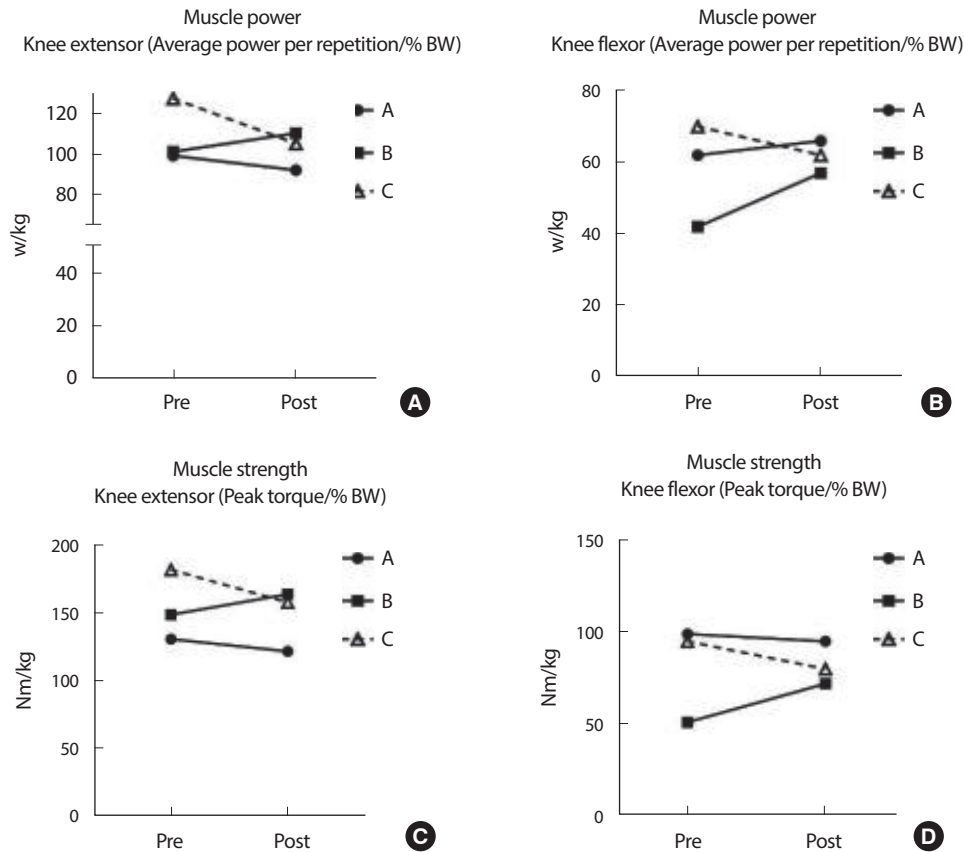 Muscle power
Knee extensor (Average power per repetition/% BW)
120
100
80
40
20
0
w/kg
Pre
Post
A
B
C
A
Muscle power
Knee flexor (Average power per repetition/% BW)
80
60
40
20
0
w/kg
Pre
Post
A
B
C
B
Muscle strength
Knee extensor (Peak torque/% BW)
200
150
100
50
0
Nm/kg
Pre
Post
A
B
C
C
Muscle strength
Knee flexor (Peak torque/% BW)
150
100
50
0
Nm/kg
Pre
Post
A
B
C
D